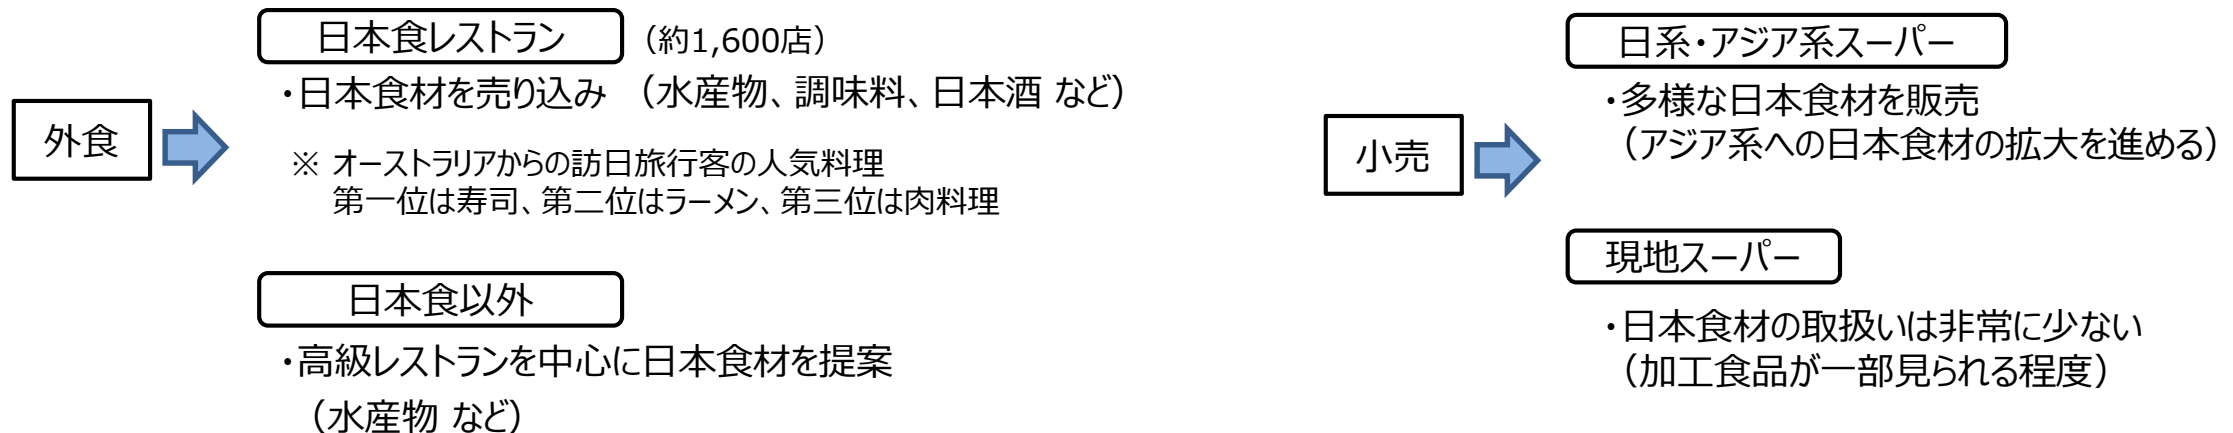 外食
日本食レストラン (約1,600店)
・日本食材を売り込み (水産物、調味料、日本酒 など)
※ オーストラリアからの訪日旅行客の人気料理
第一位は寿司、第二位はラーメン、第三位は肉料理
日本食以外
・高級レストランを中心に日本食材を提案
(水産物 など)
小売
日系・アジア系スーパー
・多様な日本食材を販売
(アジア系への日本食材の拡大を進める)
現地スーパー
・日本食材の取扱いは非常に少ない
(加工食品が一部見られる程度)